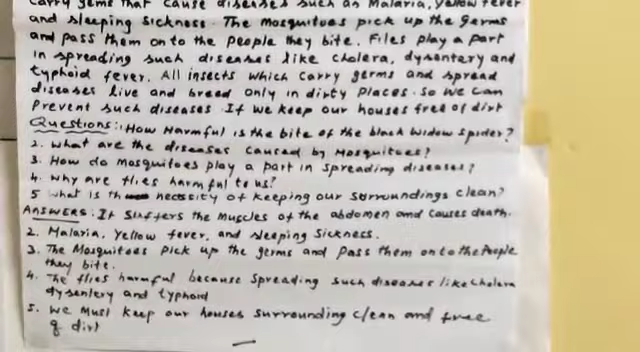 Carry gems that cause diseases such as Malaria, Yellow fever
and sleeping Sickness. The Mosquitoes pick up the germs
and pass them on to the people they bite. Files play a part
in spreading such diseases like cholera, dysentery and
typhoid fever. All insects which carry germs and spread
diseases live and breed only in dirty places. So we can
prevent such diseases If we keep our houses free of dirt
Questions: 1. How Harmful is the bite of the black widow spider?
2. What are the diseases caused by Mosquitoes?
3. How do mosquitoes play a part in spreading diseases?
4. Why are flies harmful to us?
5 What is th necssity of keeping our surroundings clean?
Answers: It Suffers the Muscles of the abdomen and causes death.
2. Malaria, Yellow fever, and sleeping Sickness.
3. The Mosquitoes pick up the germs and pass them on to the People
they bite.
4. The flies harmful because spreading such diseases like cholera
dysentery and typhoid
5. We Must keep our houses surrounding clean and free
of dirt